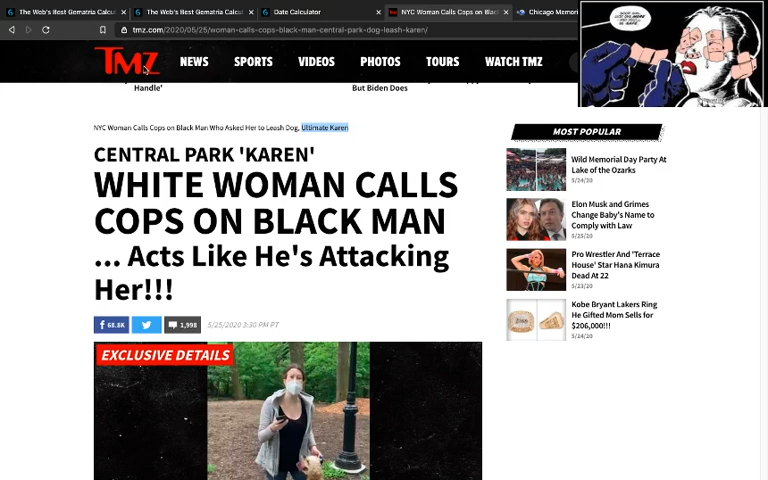 The Web's Best Gematria Calcul
The Web's Best Gematria Calcul
Date Calculator
NYC Woman Calls Cops on Blac
Chicago Memori
tmz.com/2020/05/25/woman-calls-cops-black-man-central-park-dog-leash-karen/
TMZ NEWS SPORTS VIDEOS PHOTOS TOURS WATCH TMZ
Handle'
But Biden Does
NYC Woman Calls Cops on Black Man Who Asked Her to Leash Dog, Ultimate Karen
CENTRAL PARK 'KAREN'
WHITE WOMAN CALLS
COPS ON BLACK MAN
... Acts Like He's Attacking
Her!!!
68.8K
1,998
5/25/2020 3:30 PM PT
EXCLUSIVE DETAILS
MOST POPULAR
Wild Memorial Day Party At
Lake of the Ozarks
5/24/20
Elon Musk and Grimes
Change Baby's Name to
Comply with Law
5/25/20
Pro Wrestler And 'Terrace
House' Star Hana Kimura
Dead At 22
5/23/20
Kobe Bryant Lakers Ring
He Gifted Mom Sells for
$206,000!!!
5/24/20